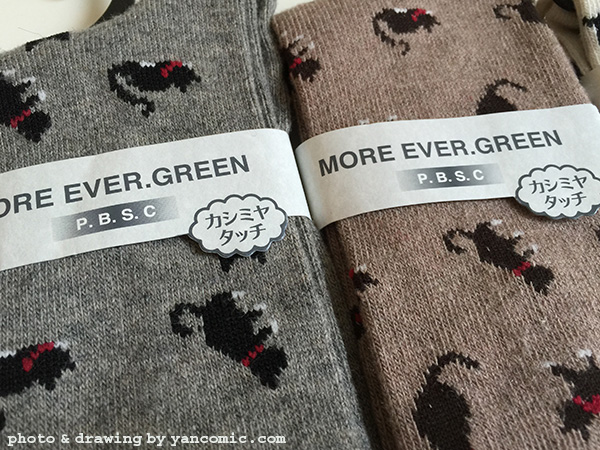 ORE EVER.GREEN
P. B. S. C
カシミヤ
タッチ
MORE EVER.GREEN
P. B. S. C
カシミヤ
タッチ
photo & drawing by yancomic.com